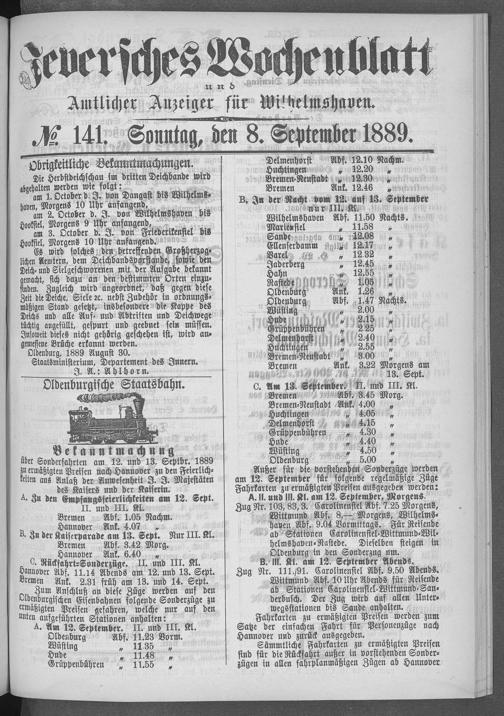 Jeversches Wochenblatt
und
Amtlicher Anzeiger für Wilhelmshaven.
№ 141. Sonntag, den 8. September 1889.
Obrigkeitliche Bekanntmachungen.
Die Herbstdeichschau im dritten Deichbande wird
abgehalten werden wie folgt:
am 1. October d. J. von Dangast bis Wilhelms-
haven, Morgens 10 Uhr anfangend,
am 2. October d. J. von Wilhelmshaven bis
Hooksiel, Morgens 9 Uhr anfangend,
am 3. October d. J. von Friederikensiel bis
Hooksiel, Morgens 10 Uhr anfangend.
Es wird solches den betreffenden Großherzog-
lichen Aemtern, dem Deichbandsvorstande, sowie den
Deich- und Sielgeschworenen mit der Aufgabe bekannt
gemacht, sich dazu an den bestimmten Orten einzu-
finden. Zugleich wird angeordnet, daß gegen diese
Zeit die Deiche, Siele ꝛc. nebst Zubehör in ordnungs-
mäßigen Stand gesetzt, insbesondere die Kappe des
Deichs und alle Auf- und Abtriften und Deichwege
tüchtig angefüllt, gespurt und geebnet sein müssen.
Insoweit dieses nicht gehörig geschehen ist, wird an-
gemessene Brüche erkannt werden.
Oldenburg, 1889 August 30.
Staatsministerium, Departement des Innern.
J. A.: Ahlhorn.
Oldenburgische Staatsbahn.
Bekanntmachung
über Sonderfahrten am 12. und 13. Septbr. 1889
zu ermäßigten Preisen nach Hannover zu den Feierlich-
keiten aus Anlaß der Anwesenheit J. J. Majestäten
des Kaisers und der Kaiserin.
A. Zu den Empfangsfeierlichkeiten am 12. Sept.
II. und III. Kl.
Bremen Abf. 1.05 Nachm.
Hannover Ank. 4.07 „
B. Zu der Kaiserparade am 13. Sept. Nur III. Kl.
Bremen Abf. 3.42 Morg.
Hannover Ank. 6.40 „
C. Rückfahrt-Sonderzüge. II. und III. Kl.
Hannover Abf. 11.14 Abends am 12. und 13. Sept.
Bremen Ank. 2.31 früh am 13. und 14. Sept.
Zum Anschluß an diese Züge werden auf den
Oldenburgischen Eisenbahnen folgende Sonderzüge zu
ermäßigten Preisen gefahren, welche nur auf den
unten aufgeführten Stationen anhalten.
A. Am 12. September. II. und III. Kl.
Oldenburg Abf. 11.23 Vorm.
Wüsting „ 11.35 „
Hude „ 11.48 „
Grüppenbühren „ 11.55 „
Delmenhorst Abf. 12.10 Nachm.
Huchtingen „ 12.20 „
Bremen-Neustadt „ 12.30 „
Bremen Ank. 12.46 „
B. In der Nacht vom 12. auf 13. September
nur III. Kl.
Wilhelmshaven Abf. 11.50 Nachts.
Mariensiel „ 11.58 „
Sande „ 12.08 „
Ellenserdamm „ 12.17 „
Varel „ 12.32 „
Jaderberg „ 12.45 „
Hahn „ 12.55 „
Rastede „ 1.05 „
Oldenburg Ank. 1.26 „
Oldenburg Abf. 1.47 Nachts.
Wüsting „ 2.00 „
Hude „ 2.15 „
Grüppenbühren „ 2.25 „
Delmenhorst „ 2.40 „
Huchtingen „ 2.55 „
Bremen-Neustadt „ 3.00 „
Bremen Ank. 3.22 Morgens am
13. Sept.
C. Am 13. September. II. und III. Kl.
Bremen Abf. 3.45 Morg.
Bremen-Neustadt Ank. 4.00 „
Huchtingen „ 4.05 „
Delmenhorst „ 4.15 „
Grüppenbühren „ 4.30 „
Hude „ 4.40 „
Wüsting „ 4.50 „
Oldenburg „ 5.00 „
Außer für die vorstehenden Sonderzüge werden
am 12. September für folgende regelmäßige Züge
Fahrkarten zu ermäßigten Preisen ausgegeben werden:
A. II. und III. Kl. am 12. September, Morgens.
Zug Nr. 103, 83, 3. Carolinensiel Abf. 7.25 Morgens,
Wittmund Abf. 8,— Morgens, Wilhelms-
haven Abf. 9.04 Vormittags. Für Reisende
ab Stationen Carolinensiel-Wittmund-Wil-
helmshaven-Rastede. Dieselben steigen in
Oldenburg in den Sonderzug um.
B. III. Kl. am 12. September Abends.
Zug Nr. 111, 91. Carolinensiel Abf. 9.50 Abends.
Wittmund Abf. 10 Uhr Abends für Reisende
ab Stationen Carolinensiel-Wittmund-San-
derbusch. Der Zug wird auf allen Unter-
wegsstationen bis Sande anhalten.
Fahrkarten zu ermäßigten Preisen werden zum
Satze der einfachen Fahrt für Personenzüge nach
Hannover und zurück ausgegeben.
Sämmtliche Fahrkarten zu ermäßigten Preisen
sind für die Rückfahrt außer in vorstehenden Sonder-
zügen in allen fahrplanmäßigen Zügen ab Hannover